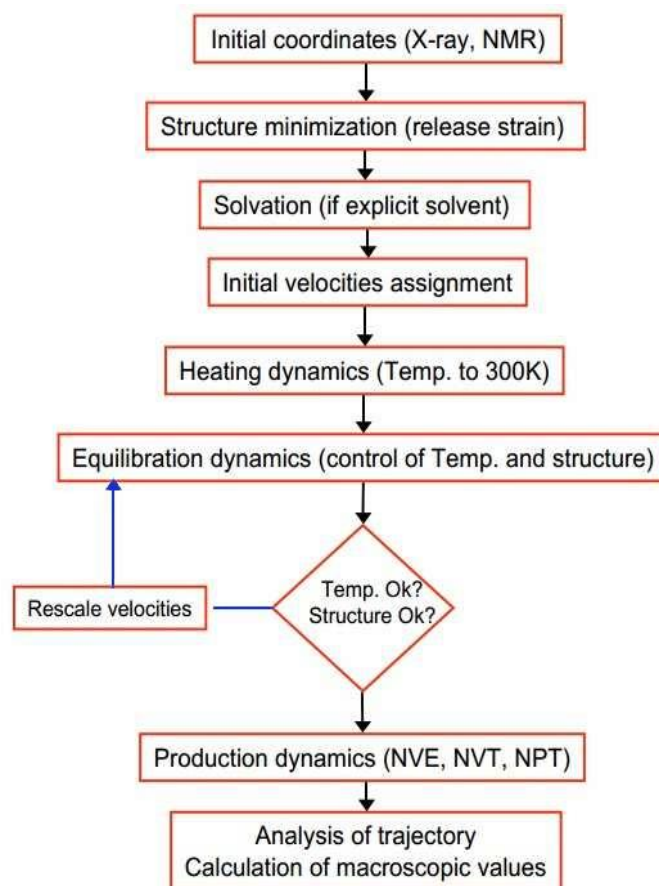 Initial coordinates (X-ray, NMR)
Structure minimization (release strain)
Solvation (if explicit solvent)
Initial velocities assignment
Heating dynamics (Temp. to 300K)
Equilibration dynamics (control of Temp. and structure)
Temp. Ok?
Structure Ok?
Rescale velocities
Production dynamics (NVE, NVT, NPT)
Analysis of trajectory
Calculation of macroscopic values